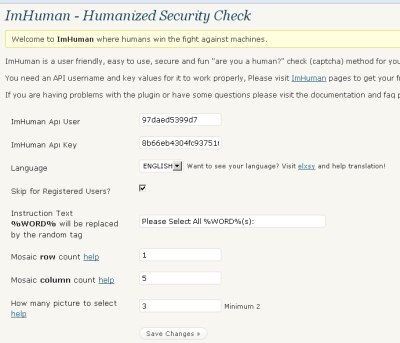 ImHuman - Humanized Security Check
Welcome to ImHuman where humans win the fight against machines.
ImHuman is a user friendly, easy to use, secure and fun "are you a human?" check (captcha) method for you
You need an API username and key values for it to work properly, Please visit ImHuman pages to get your f
If you are having problems with the plugin or have some questions please visit the documentation and faq p
ImHuman Api User 97daed5399d7
ImHuman Api Key 8b66eb4304fc93751
Language ENGLISH Want to see your language? Visit elxsy and help translation!
Skip for Registered Users?
Instruction Text Please Select All %WORD%(s):
%WORD% will be replaced
by the random tag
Mosaic row count help 1
Mosaic column count help 5
How many picture to select 3 Minimum 2
help
Save Changes »